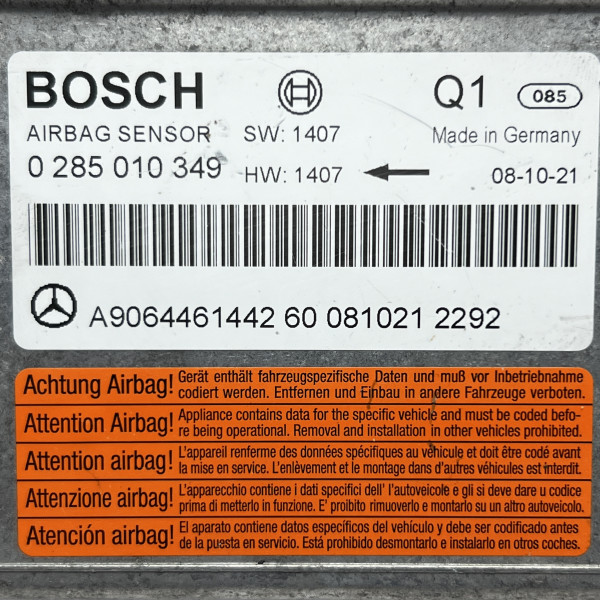 BOSCH Q1 085
AIRBAG SENSOR SW: 1407 Made in Germany
0 285 010 349 HW: 1407 08-10-21
A9064461442 60 081021 2292
Achtung Airbag! Gerät enthält fahrzeugspezifische Daten und muß vor Inbetriebnahme
codiert werden. Entfernen und Einbau in andere Fahrzeuge verboten.
Attention Airbag! Appliance contains data for the specific vehicle and must be coded befo-
re being operational. Removal and installation in other vehicles prohibited.
Attention airbag! L'appareil renferme des données spécifiques au véhicule et doit être codé avant
la mise en service. L'enlèvement et le montage dans d'autres véhicules est interdit.
Attenzione airbag! L'apparecchio contiene i dati specifici dell' l'autoveicolo e gli si deve dare u codice
prima di metterlo in funzione. E' proibito rimuoverlo e montarlo su un altro autoveicolo.
Atención airbag! El aparato contiene datos específicos del vehículo y debe ser codificado antes
de la puesta en servicio. Está prohibido desmontarlo e instalarlo en otros coches.